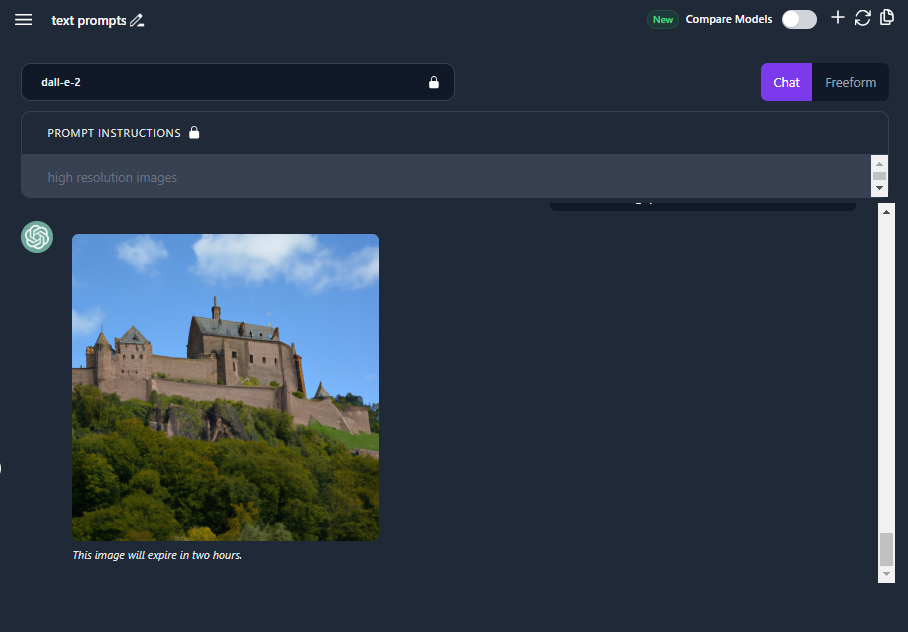 text prompts
New Compare Models
dall-e-2
Chat Freeform
PROMPT INSTRUCTIONS
high resolution images
This image will expire in two hours.